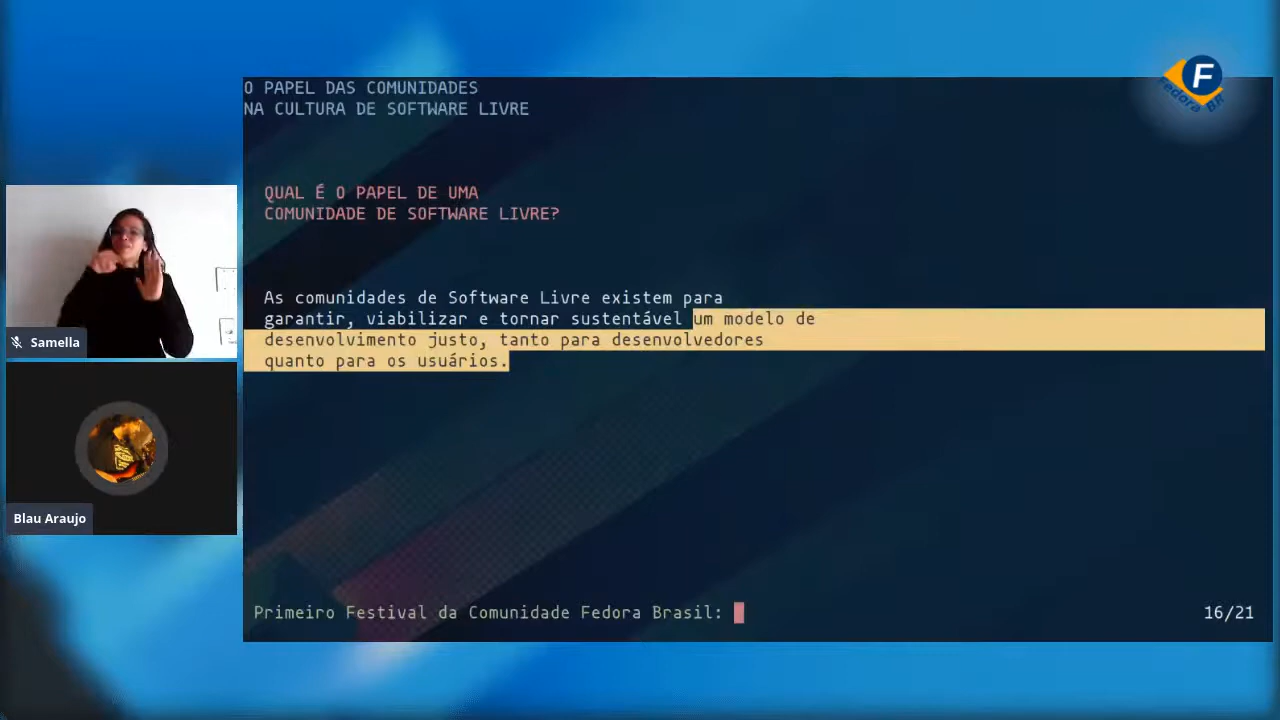 O PAPEL DAS COMUNIDADES
NA CULTURA DE SOFTWARE LIVRE
F
Fedora BR
QUAL É O PAPEL DE UMA
COMUNIDADE DE SOFTWARE LIVRE?
As comunidades de Software Livre existem para
garantir, viabilizar e tornar sustentável um modelo de
desenvolvimento justo, tanto para desenvolvedores
quanto para os usuários.
Samella
Blau Araujo
Primeiro Festival da Comunidade Fedora Brasil:
16/21